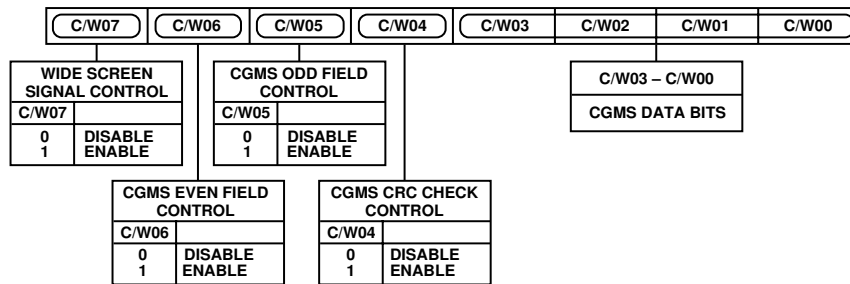 C/W07 C/W06 C/W05 C/W04 C/W03 C/W02 C/W01 C/W00
WIDE SCREEN
SIGNAL CONTROL
C/W07
0 DISABLE
1 ENABLE
CGMS ODD FIELD
CONTROL
C/W05
0 DISABLE
1 ENABLE
C/W03 – C/W00
CGMS DATA BITS
CGMS EVEN FIELD
CONTROL
C/W06
0 DISABLE
1 ENABLE
CGMS CRC CHECK
CONTROL
C/W04
0 DISABLE
1 ENABLE